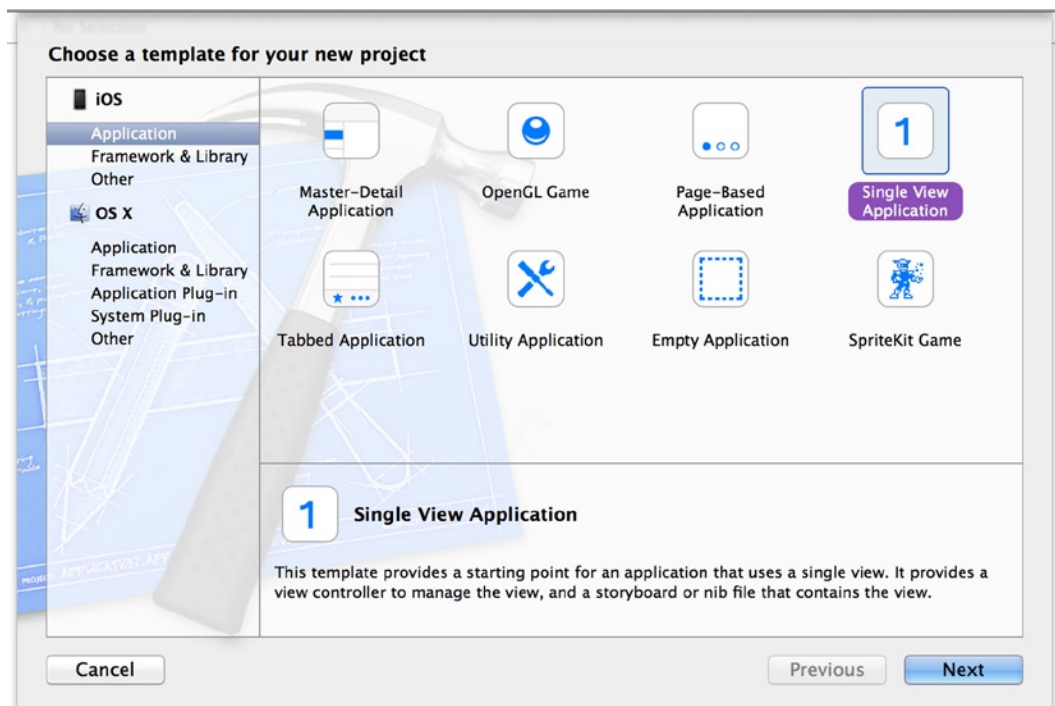 No Selection
Choose a template for your new project
iOS
Application
Framework & Library
Other
OS X
Application
Framework & Library
Application Plug-in
System Plug-in
Other
Master-Detail
Application
OpenGL Game
Page-Based
Application
1
Single View
Application
Tabbed Application
Utility Application
Empty Application
SpriteKit Game
1
Single View Application
This template provides a starting point for an application that uses a single view. It provides a
view controller to manage the view, and a storyboard or nib file that contains the view.
Cancel
Previous
Next